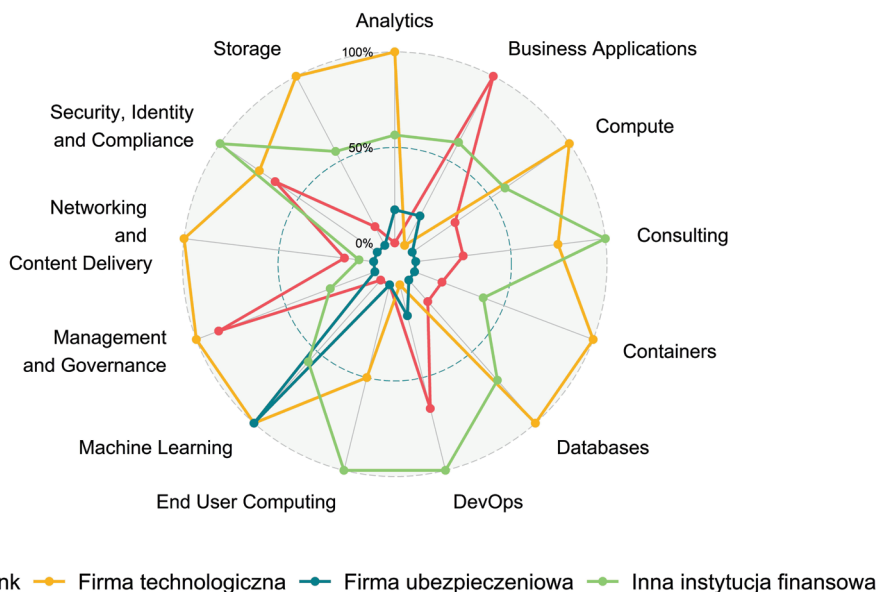 Analytics
100%
Storage
Business Applications
Security, Identity
and Compliance
Compute
50%
Networking
and
Content Delivery
0%
Consulting
Management
and Governance
Containers
Machine Learning
Databases
End User Computing
DevOps
nk
Firma technologiczna
Firma ubezpieczeniowa
Inna instytucja finansowa